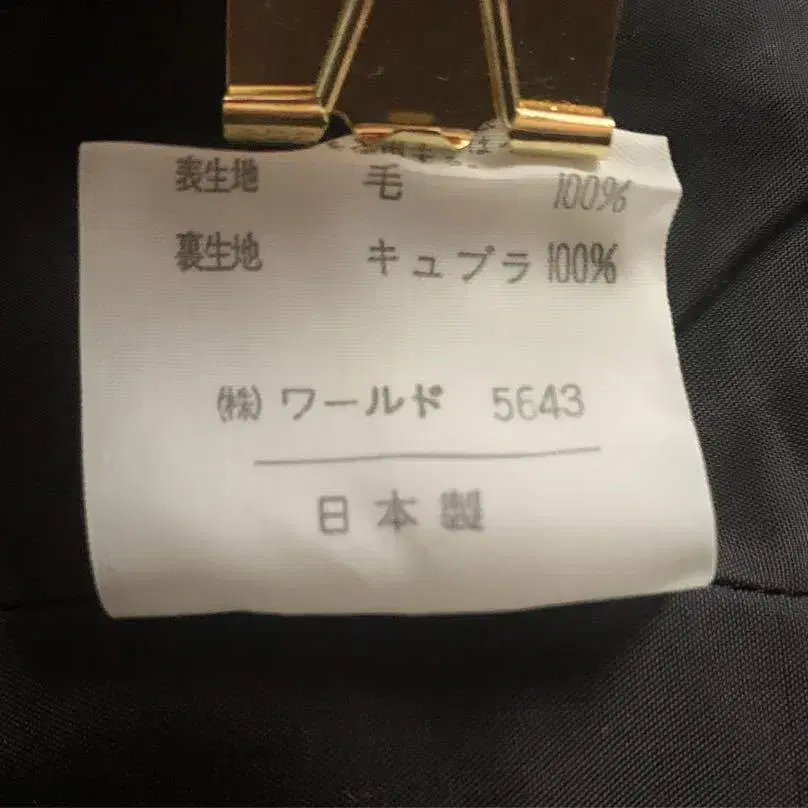 表生地 毛 100%
裏生地 キュプラ 100%
㈱ワールド 5643
日本製